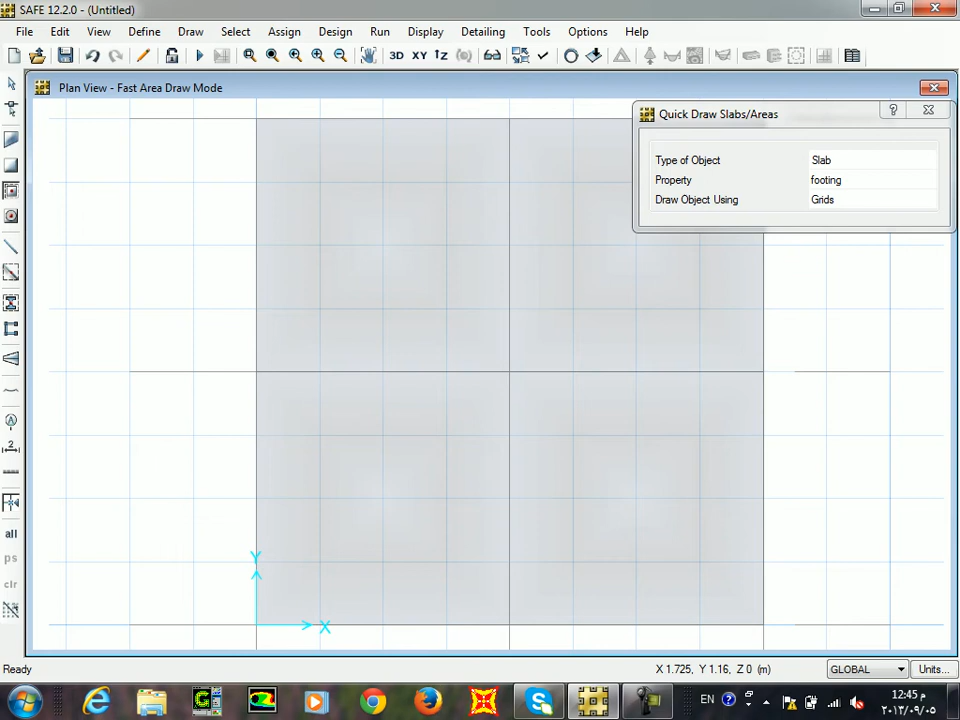 SAFE 12.2.0 - (Untitled)
File Edit View Define Draw Select Assign Design Run Display Detailing Tools Options Help
3D XY
Plan View - Fast Area Draw Mode
Quick Draw Slabs/Areas
Type of Object Slab
Property footing
Draw Object Using Grids
all
ps
clr
Y
X
Ready X 1.725, Y 1.16, Z 0 (m) GLOBAL Units...
EN 12:45 م
٢٠١٣/٠٩/٠٥